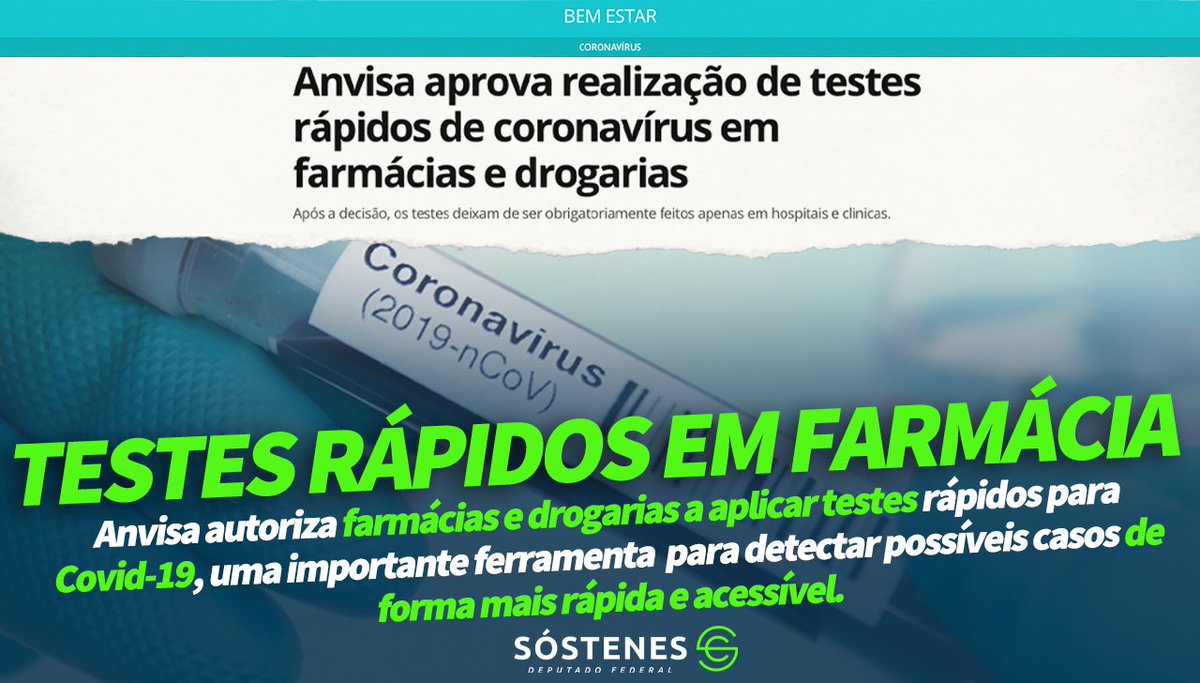 BEM ESTAR
CORONAVÍRUS
Anvisa aprova realização de testes
rápidos de coronavírus em
farmácias e drogarias
Após a decisão, os testes deixam de ser obrigatoriamente feitos apenas em hospitais e clinicas.
Coronavírus
(2019-nCoV)
TESTES RÁPIDOS EM FARMÁCIA
Anvisa autoriza farmácias e drogarias a aplicar testes rápidos para
Covid-19, uma importante ferramenta para detectar possíveis casos de
forma mais rápida e acessível.
SÓSTENES
DEPUTADO FEDERAL